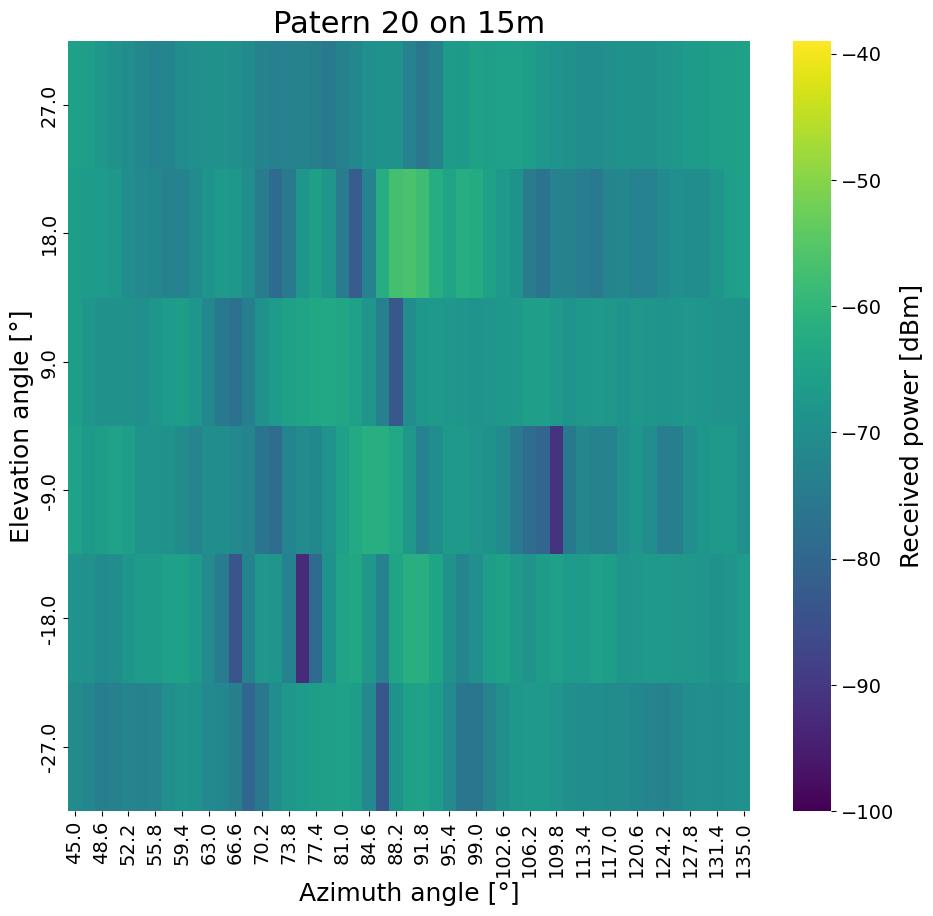 Patern 20 on 15m
Elevation angle [°]
27.0
18.0
9.0
-9.0
-18.0
-27.0
45.0 48.6 52.2 55.8 59.4 63.0 66.6 70.2 73.8 77.4 81.0 84.6 88.2 91.8 95.4 99.0 102.6 106.2 109.8 113.4 117.0 120.6 124.2 127.8 131.4 135.0
Azimuth angle [°]
−40
−50
−60
−70
−80
−90
−100
Received power [dBm]